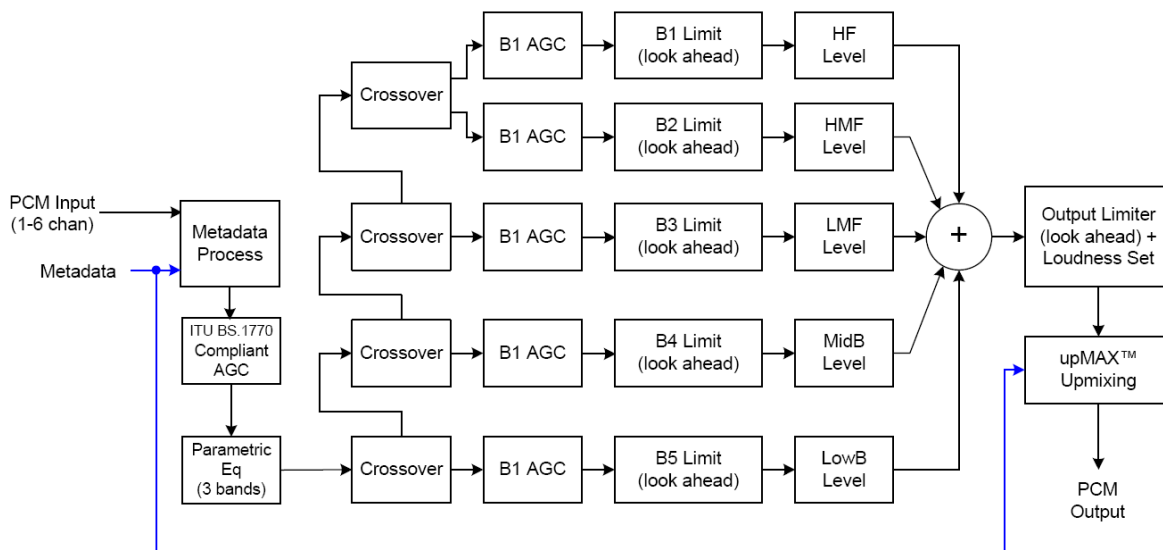 B1 AGC
B1 Limit
(look ahead)
HF
Level
Crossover
B1 AGC
B2 Limit
(look ahead)
HMF
Level
PCM Input
(1-6 chan)
Metadata
Process
Metadata
Crossover
B1 AGC
B3 Limit
(look ahead)
LMF
Level
+
Output Limiter
(look ahead) +
Loudness Set
ITU BS.1770
Compliant
AGC
Crossover
B1 AGC
B4 Limit
(look ahead)
MidB
Level
upMAX™
Upmixing
Parametric
Eq
(3 bands)
Crossover
B1 AGC
B5 Limit
(look ahead)
LowB
Level
PCM
Output